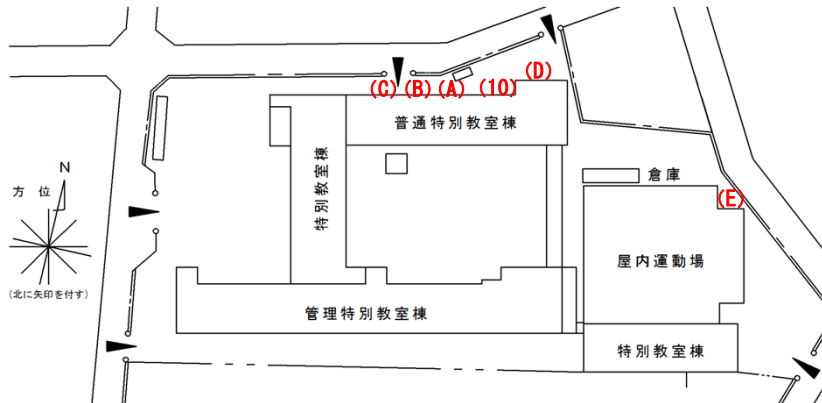 (D)
(C) (B) (A) (10)
普通特別教室棟
特別教室棟
N
方位
(北に矢印を付す)
倉庫
(E)
屋内運動場
管理特別教室棟
特別教室棟